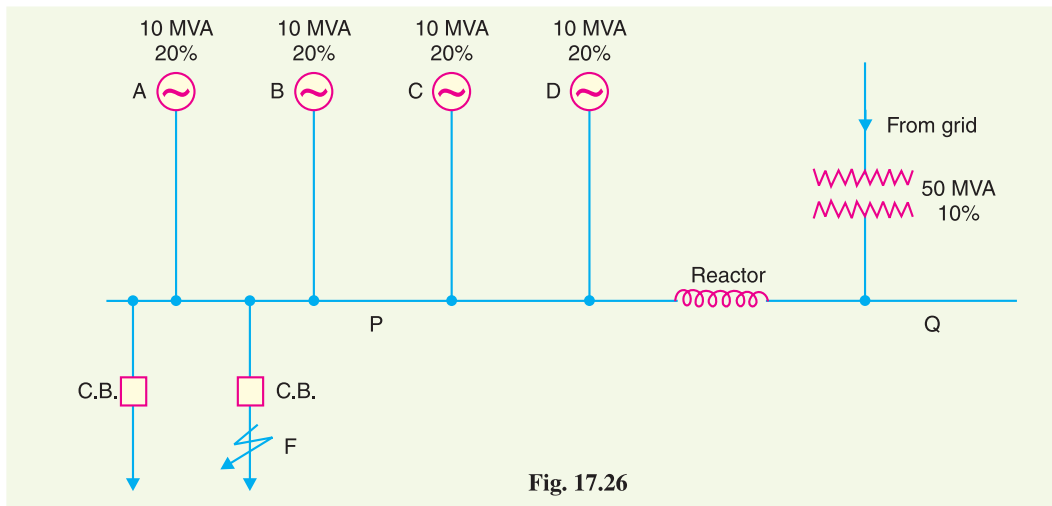 10 MVA 10 MVA 10 MVA 10 MVA
20% 20% 20% 20%
A B C D
From grid
50 MVA
10%
Reactor
P Q
C.B. C.B.
F
Fig. 17.26